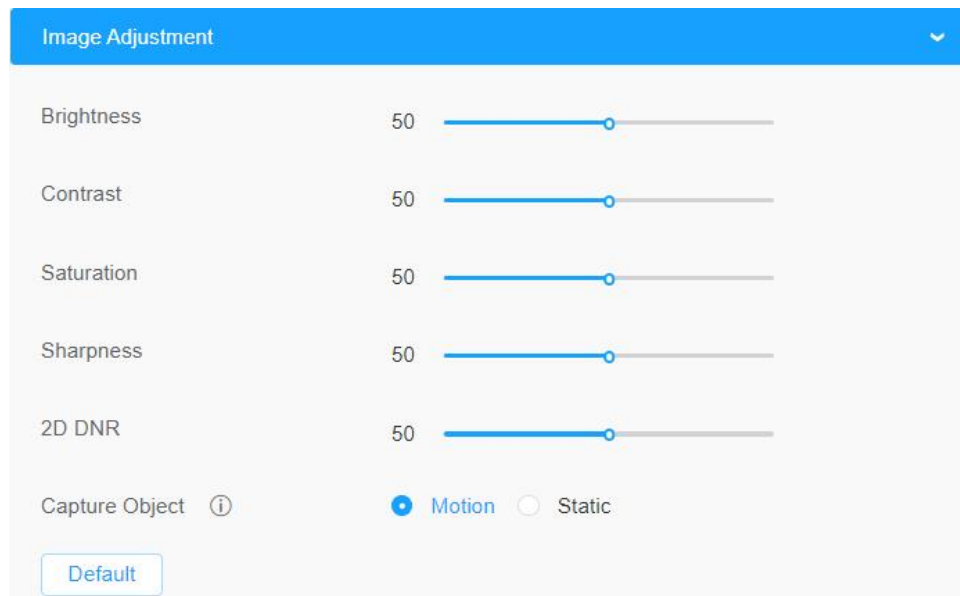 Image Adjustment
Brightness 50
Contrast 50
Saturation 50
Sharpness 50
2D DNR 50
Capture Object Motion Static
Default